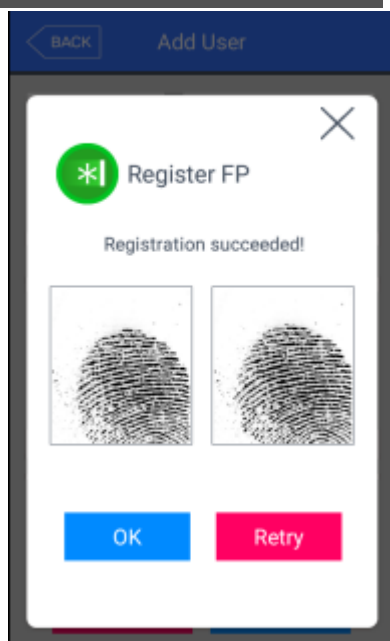 BACK
Add User
Register FP
Registration succeeded!
OK
Retry